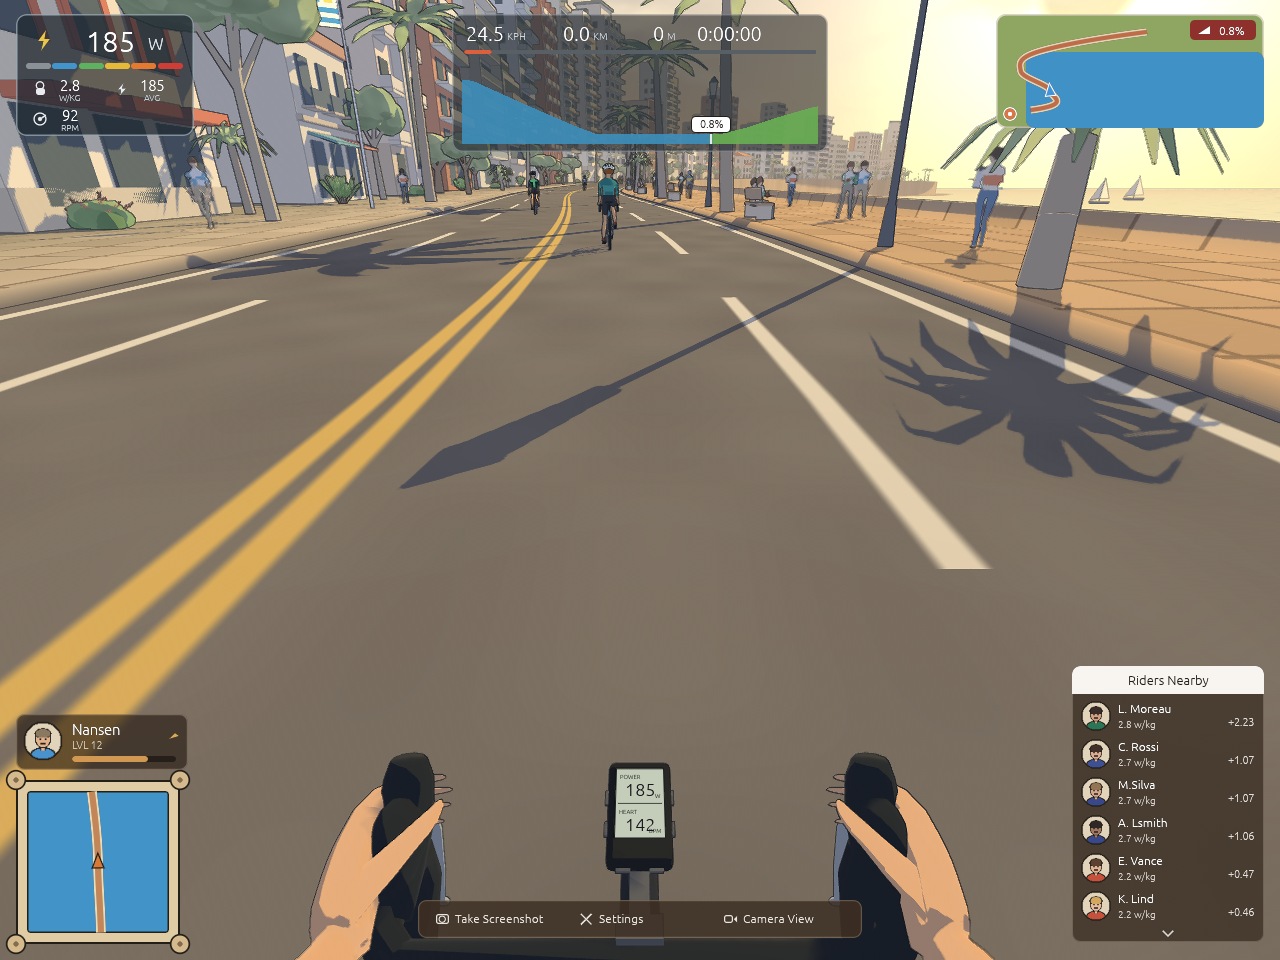 185 W
2.8
W/KG
185
AVG
92
RPM
24.5 KPH 0.0 KM 0 M 0:00:00
0.8%
0.8%
Nansen
LVL 12
POWER
185 W
HEART
142 BPM
Riders Nearby
L. Moreau
2.8 w/kg +2.23
C. Rossi
2.7 w/kg +1.07
M.Silva
2.7 w/kg +1.07
A. Lsmith
2.7 w/kg +1.06
E. Vance
2.2 w/kg +0.47
K. Lind
2.2 w/kg +0.46
Take Screenshot Settings Camera View